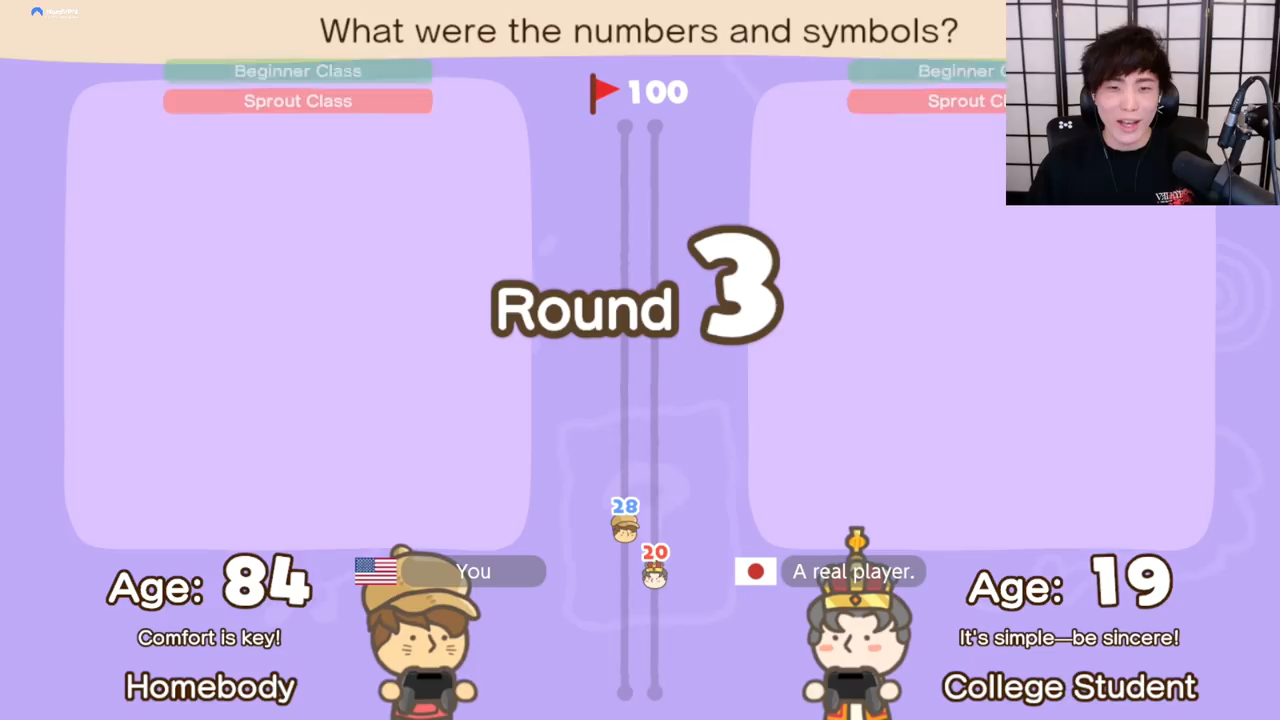 What were the numbers and symbols?
Beginner Class
Sprout Class
100
Beginner C
Sprout Cl
Round 3
28
20
Age: 84
You
A real player.
Age: 19
Comfort is key!
It's simple—be sincere!
Homebody
College Student